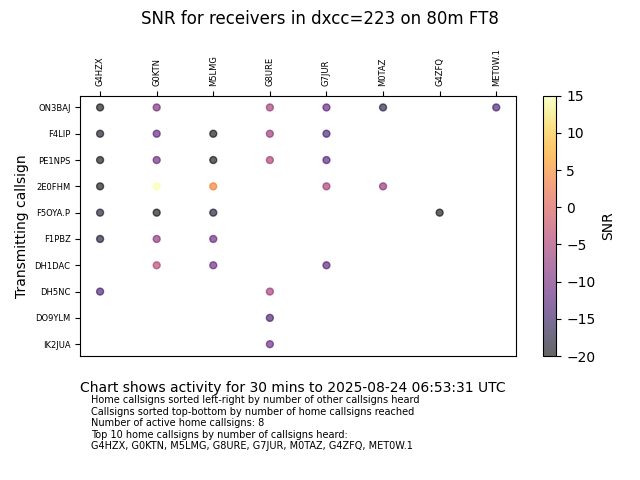 SNR for receivers in dxcc=223 on 80m FT8
G4HZX
G0KTN
M5LMG
G8URE
G7JUR
M0TAZ
G4ZFQ
MET0W.1
ON3BAJ
F4LIP
PE1NPS
2E0FHM
F5OYA.P
F1PBZ
DH1DAC
DH5NC
DO9YLM
IK2JUA
Transmitting callsign
15
10
5
0
−5
−10
−15
−20
SNR
Chart shows activity for 30 mins to 2025-08-24 06:53:31 UTC
Home callsigns sorted left-right by number of other callsigns heard
Callsigns sorted top-bottom by number of home callsigns reached
Number of active home callsigns: 8
Top 10 home callsigns by number of callsigns heard:
G4HZX, G0KTN, M5LMG, G8URE, G7JUR, M0TAZ, G4ZFQ, MET0W.1